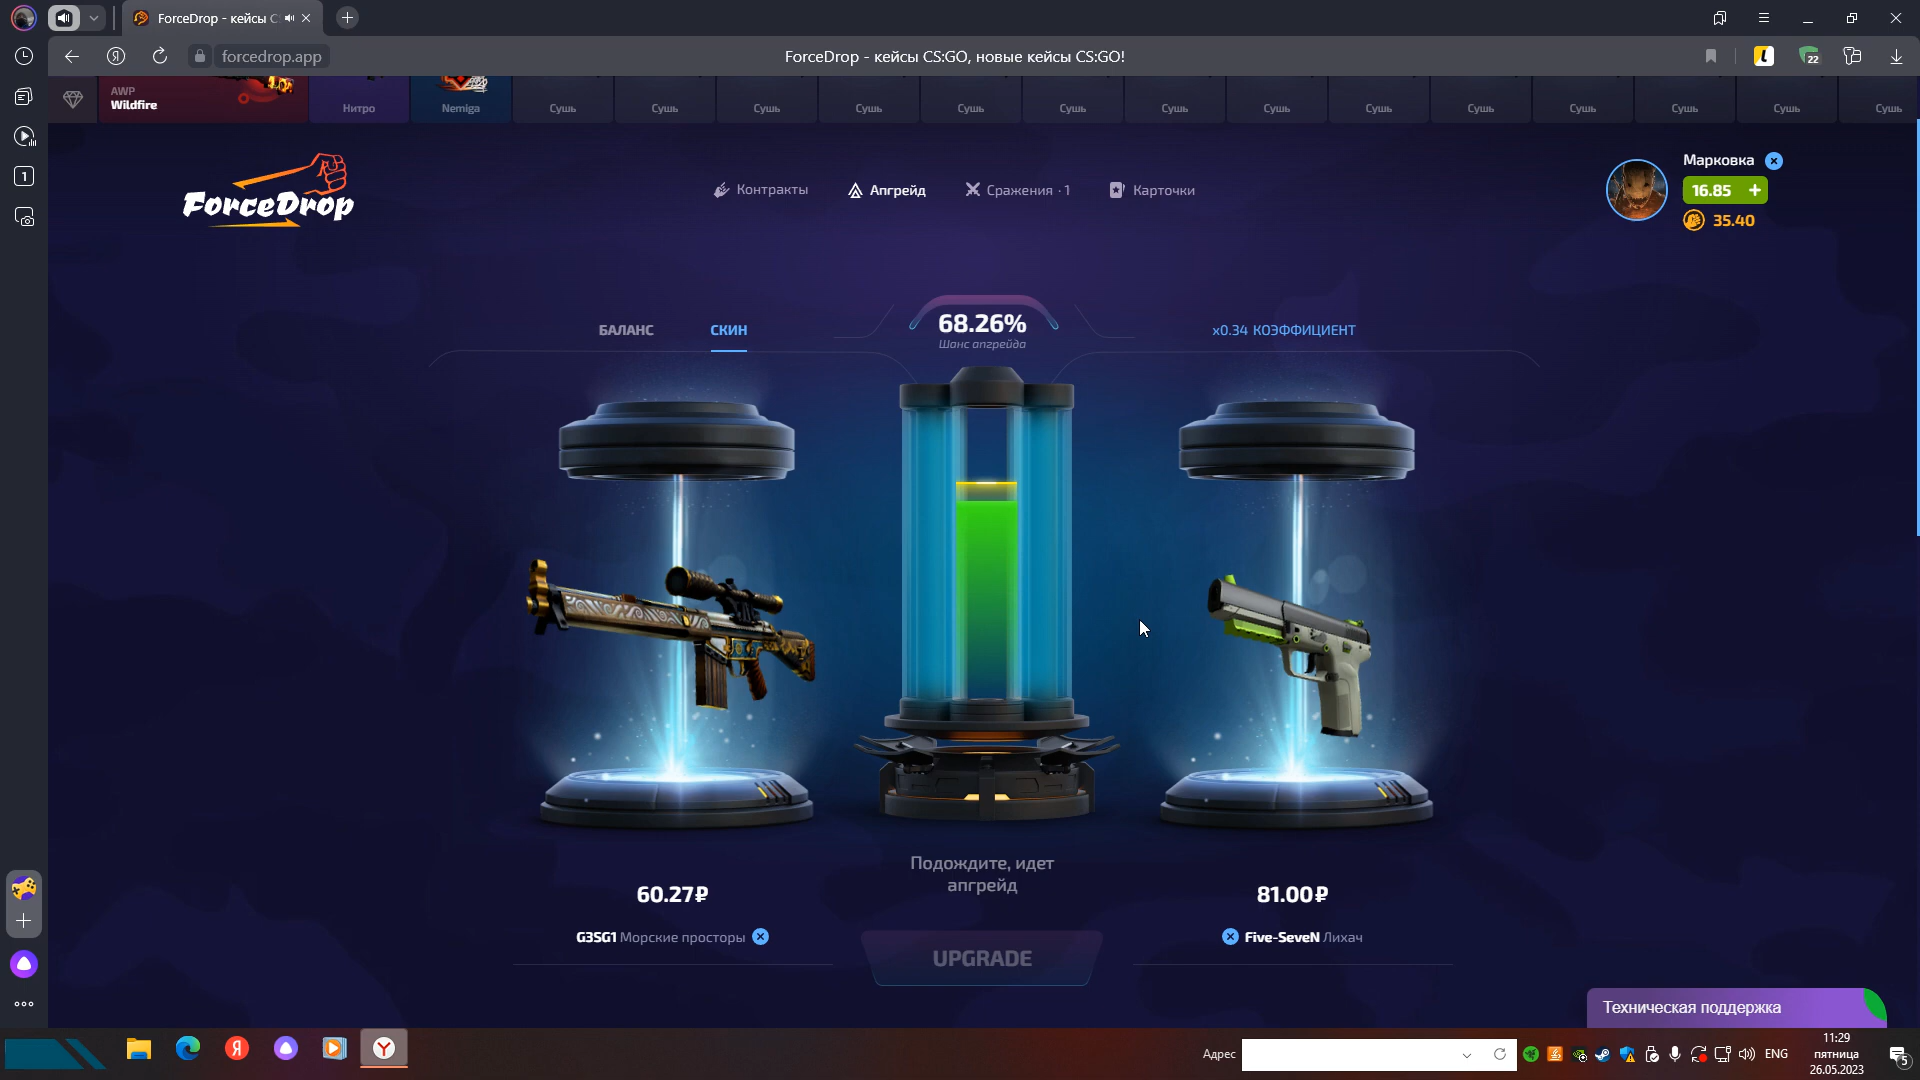 ForceDrop - кейсы C
forcedrop.app
ForceDrop - кейсы CS:GO, новые кейсы CS:GO!
22
1
AWP
Wildfire
Нитро
Nemiga
Сушь
Сушь
Сушь
Сушь
Сушь
Сушь
Сушь
Сушь
Сушь
Сушь
Сушь
Сушь
Сушь
Сушь
ForceDrop
Контракты
Апгрейд
Сражения · 1
Карточки
Марковка
16.85 +
35.40
БАЛАНС
СКИН
68.26%
Шанс апгрейда
x0.34 КОЭФФИЦИЕНТ
Подождите, идет
апгрейд
60.27₽
G3SG1 Морские просторы
UPGRADE
81.00₽
Five-SeveN Лихач
Техническая поддержка
Адрес
ENG
11:29
пятница
26.05.2023
5